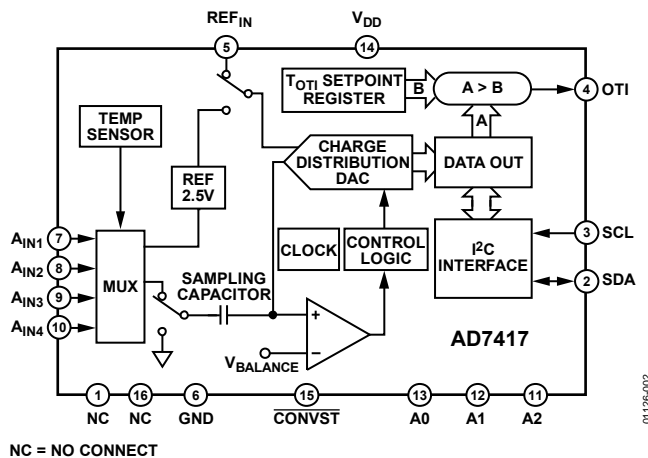 REFIN
VDD
5
14
TOTI SETPOINT
REGISTER
B
A > B
4
OTI
TEMP
SENSOR
A
CHARGE
DISTRIBUTION
DAC
DATA OUT
REF
2.5V
AIN1
7
AIN2
8
AIN3
9
AIN4
10
MUX
SAMPLING
CAPACITOR
CLOCK
CONTROL
LOGIC
I2C
INTERFACE
3
SCL
2
SDA
+
−
VBALANCE
AD7417
1
16
6
15
13
12
11
NC
NC
GND
CONVST
A0
A1
A2
01126-002
NC = NO CONNECT